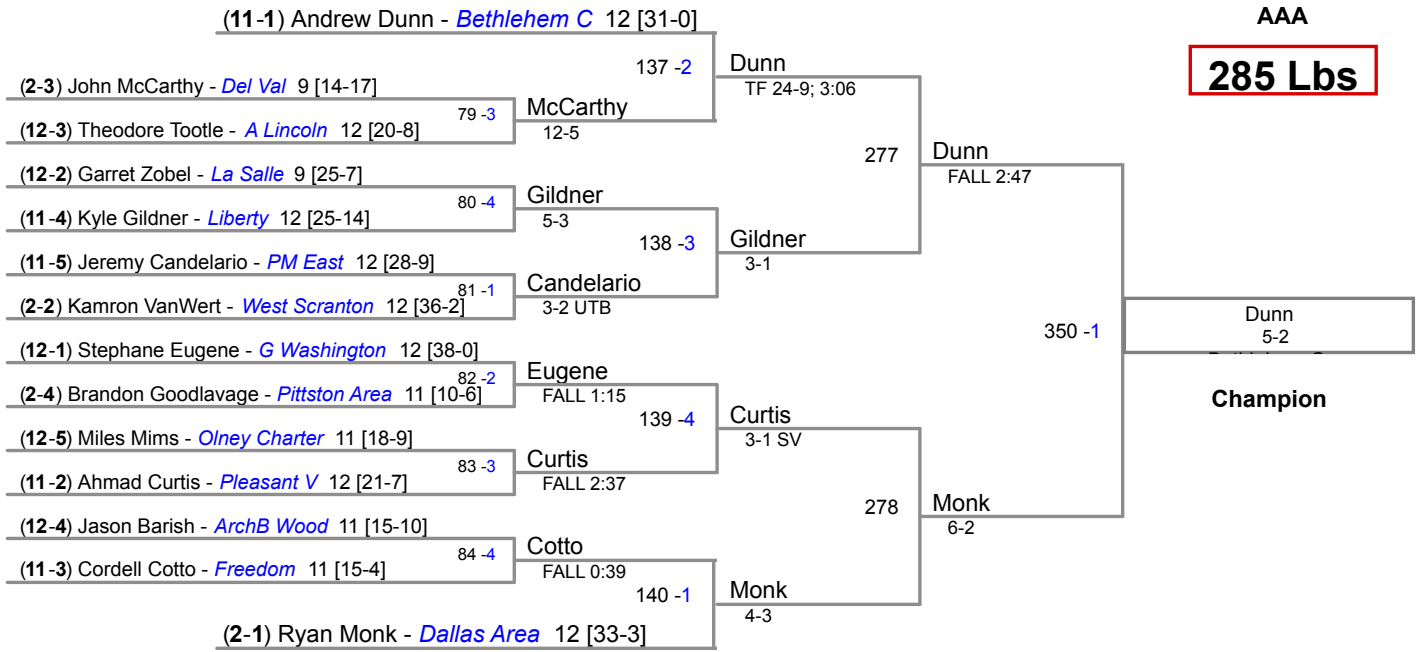 (11-1) Andrew Dunn - Bethlehem C 12 [31-0]
AAA
285 Lbs
137 -2
Dunn
TF 24-9; 3:06
(2-3) John McCarthy - Del Val 9 [14-17]
79 -3
McCarthy
12-5
(12-3) Theodore Tootle - A Lincoln 12 [20-8]
277
Dunn
FALL 2:47
(12-2) Garret Zobel - La Salle 9 [25-7]
80 -4
Gildner
5-3
(11-4) Kyle Gildner - Liberty 12 [25-14]
138 -3
Gildner
3-1
(11-5) Jeremy Candelario - PM East 12 [28-9]
81 -1
Candelario
3-2 UTB
(2-2) Kamron VanWert - West Scranton 12 [36-2]
350 -1
Dunn
5-2
Champion
(12-1) Stephane Eugene - G Washington 12 [38-0]
82 -2
Eugene
FALL 1:15
(2-4) Brandon Goodlavage - Pittston Area 11 [10-6]
139 -4
Curtis
3-1 SV
(12-5) Miles Mims - Olney Charter 11 [18-9]
83 -3
Curtis
FALL 2:37
(11-2) Ahmad Curtis - Pleasant V 12 [21-7]
278
Monk
6-2
(12-4) Jason Barish - ArchB Wood 11 [15-10]
84 -4
Cotto
FALL 0:39
(11-3) Cordell Cotto - Freedom 11 [15-4]
140 -1
Monk
4-3
(2-1) Ryan Monk - Dallas Area 12 [33-3]